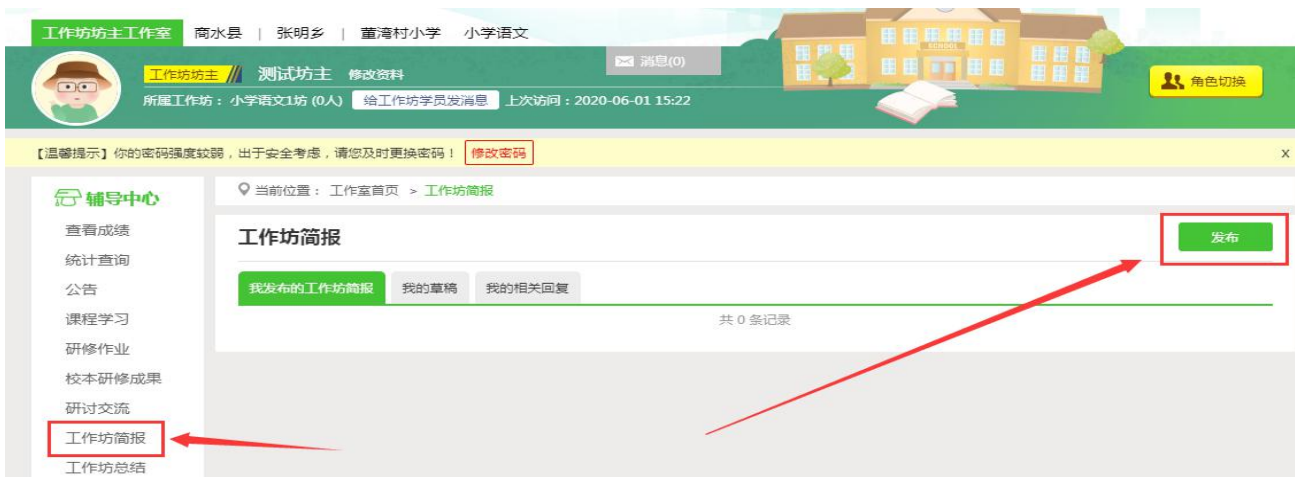 工作坊坊主工作室 商水县 | 张明乡 | 董湾村小学 小学语文
SCHOOL
消息(0)
工作坊坊主 测试坊主 修改资料
角色切换
所属工作坊：小学语文1坊 (0人) 给工作坊学员发消息 上次访问：2020-06-01 15:22
【温馨提示】你的密码强度较弱，出于安全考虑，请您及时更换密码！ 修改密码 x
辅导中心
当前位置： 工作室首页 > 工作坊简报
查看成绩
工作坊简报 发布
统计查询
公告
我发布的工作坊简报 我的草稿 我的相关回复
课程学习
共 0 条记录
研修作业
校本研修成果
研讨交流
工作坊简报
工作坊总结